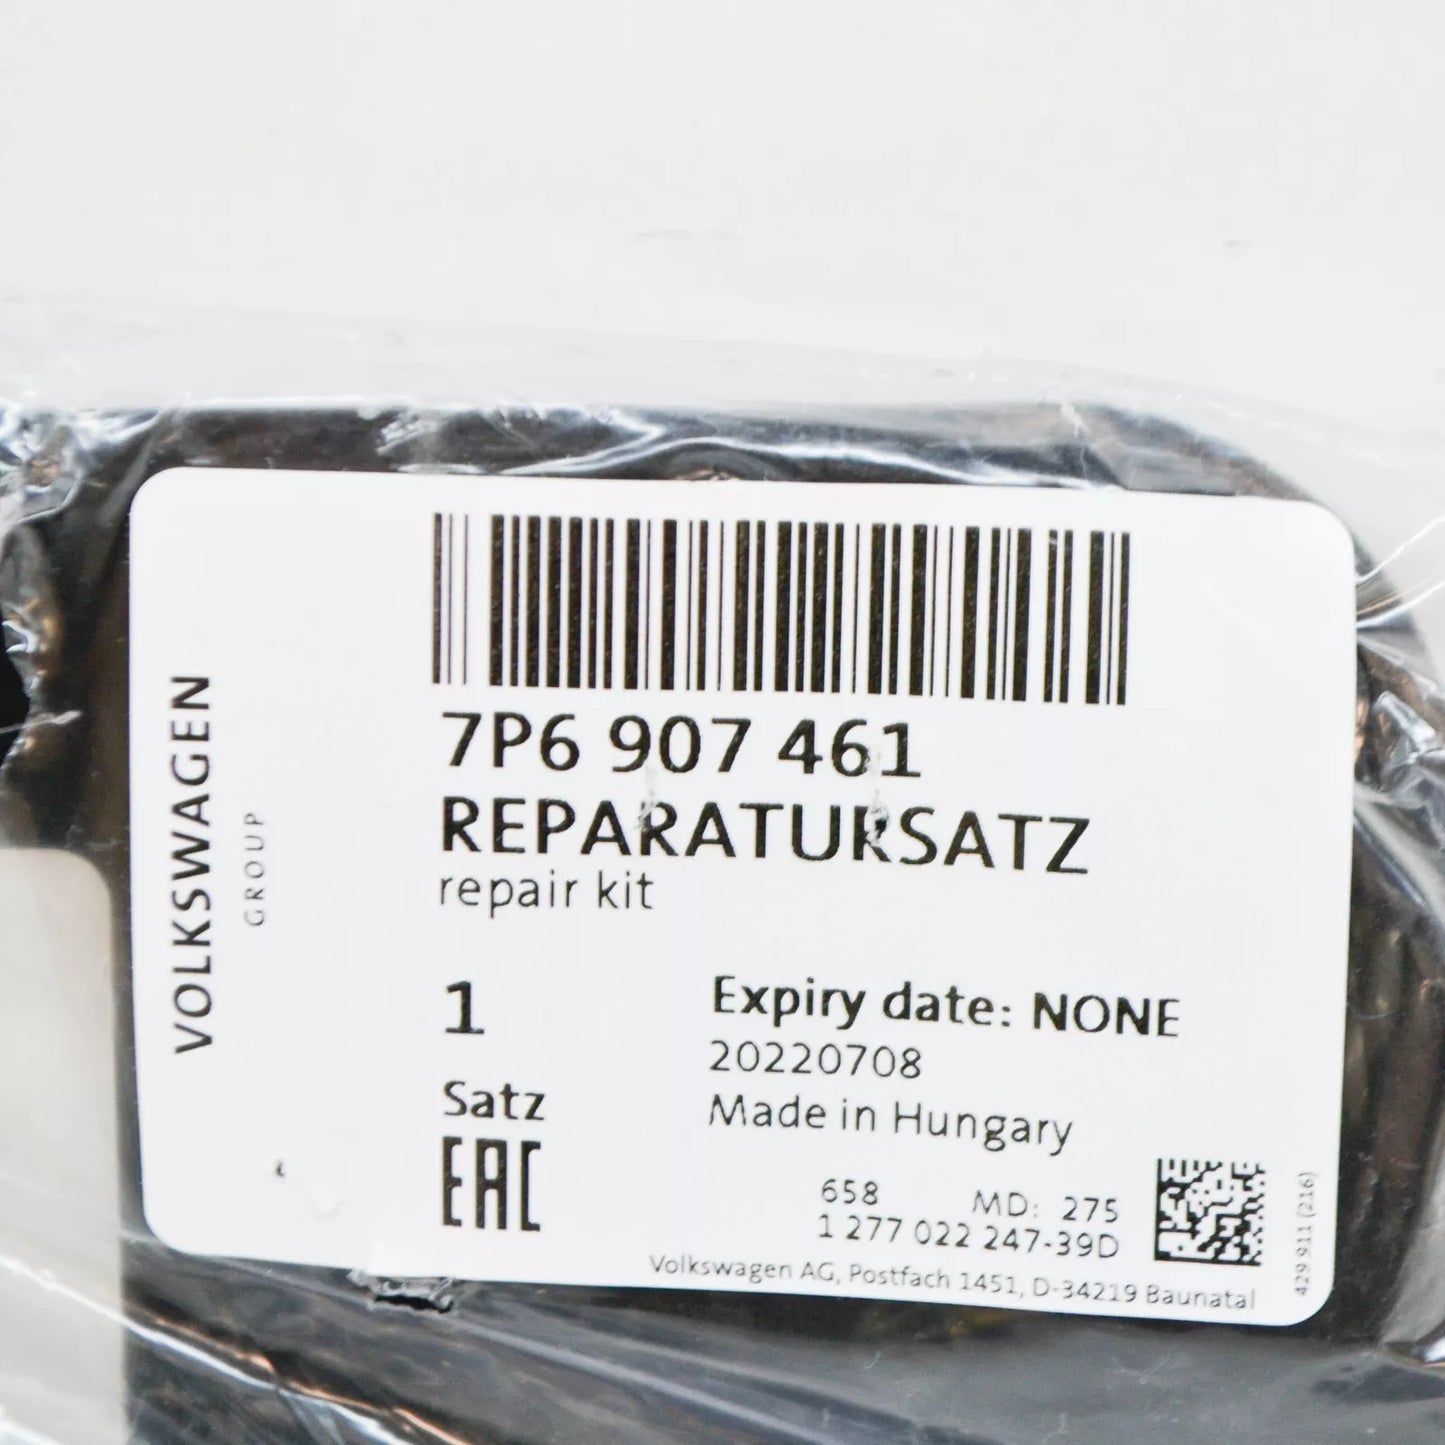 VOLKSWAGEN
GROUP
7P6 907 461
REPARATURSATZ
repair kit
1
Expiry date: NONE
20220708
Satz
Made in Hungary
EAC
658 MD: 275
1 277 022 247-39D
Volkswagen AG, Postfach 1451, D-34219 Baunatal
429 911 (216)